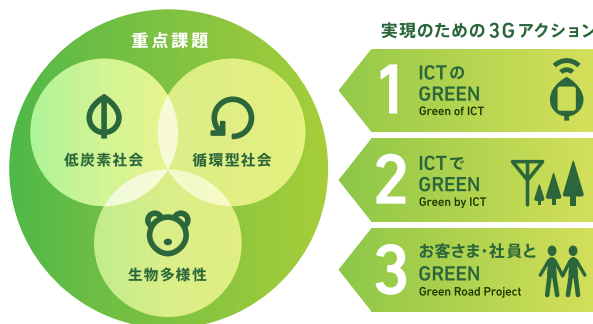 重点課題
低炭素社会
循環型社会
生物多様性
実現のための3Gアクション
1
ICTの
GREEN
Green of ICT
2
ICTで
GREEN
Green by ICT
3
お客さま・社員と
GREEN
Green Road Project